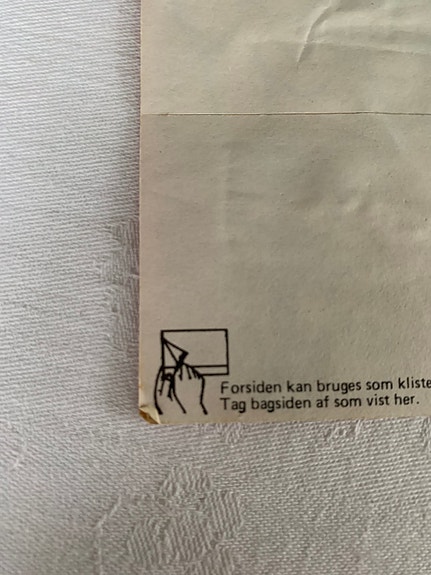 Forsiden kan bruges som kliste
Tag bagsiden af som vist her.